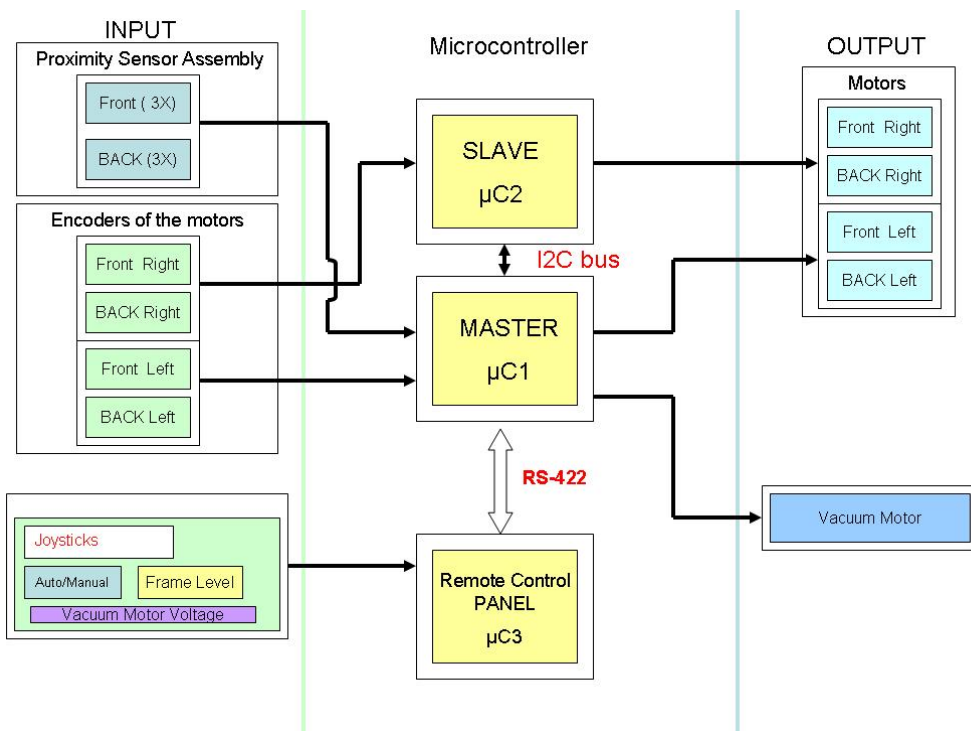 INPUT
Proximity Sensor Assembly
Front ( 3X)
BACK (3X)
Encoders of the motors
Front Right
BACK Right
Front Left
BACK Left
Joysticks
Auto/Manual
Frame Level
Vacuum Motor Voltage
Microcontroller
SLAVE
µC2
I2C bus
MASTER
µC1
RS-422
Remote Control
PANEL
µC3
OUTPUT
Motors
Front Right
BACK Right
Front Left
BACK Left
Vacuum Motor